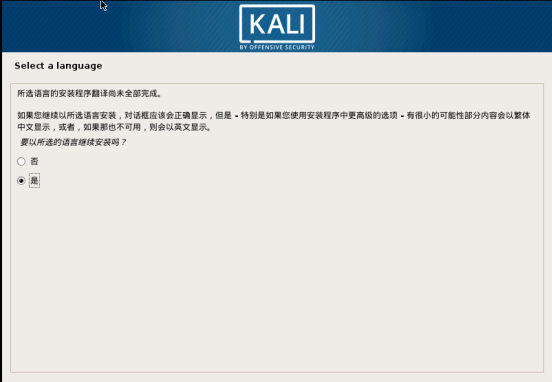 KALI
BY OFFENSIVE SECURITY
Select a language
所选语言的安装程序翻译尚未全部完成。
如果您继续以所选语言安装，对话框应该会正确显示，但是 - 特别是如果您使用安装程序中更高级的选项 - 有很小的可能性部分内容会以繁体
中文显示，或者，如果那也不可用，则会以英文显示。
要以所选的语言继续安装吗？
否
是